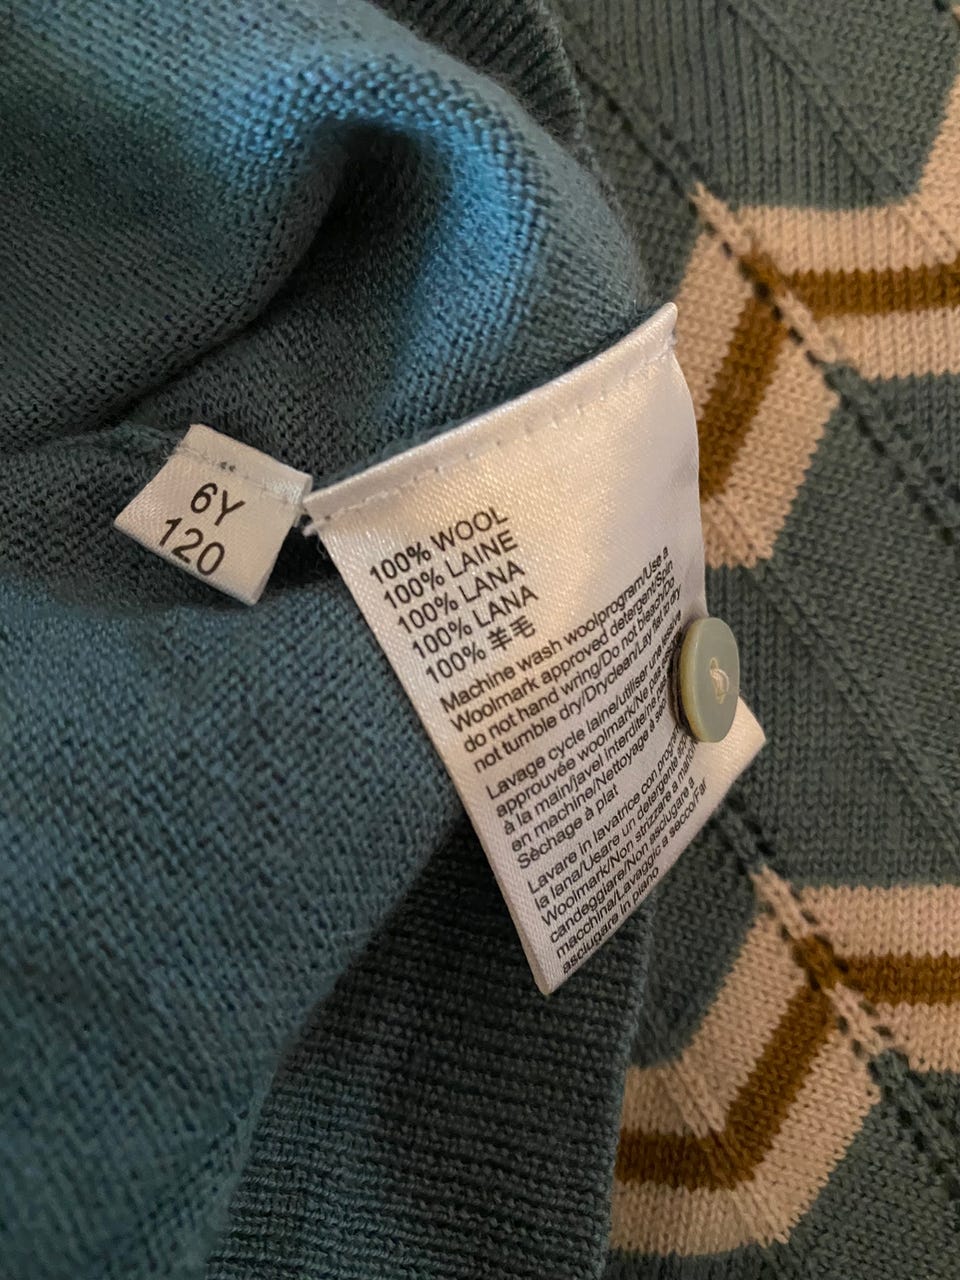 6Y
120
100% WOOL
100% LAINE
100% LANA
100% LANA
100% 羊毛
Machine wash woolprogram/Use a
Woolmark approved detergent/Spin
do not hand wring/Do not bleach/Do
not tumble dry/Dryclean/Lay flat to dry
Lavage cycle laine/utiliser une lessive
approuvée woolmark/Ne pas
à la main/javel interdite/ne
en machine/Nettoyage à sec
Séchage à plat
Lavare in lavatrice con
la lana/Usare un detergente
Woolmark/Non strizzare a
candeggiare/Non asciugare a
macchina/Lavaggio a secco/Far
asciugare in piano